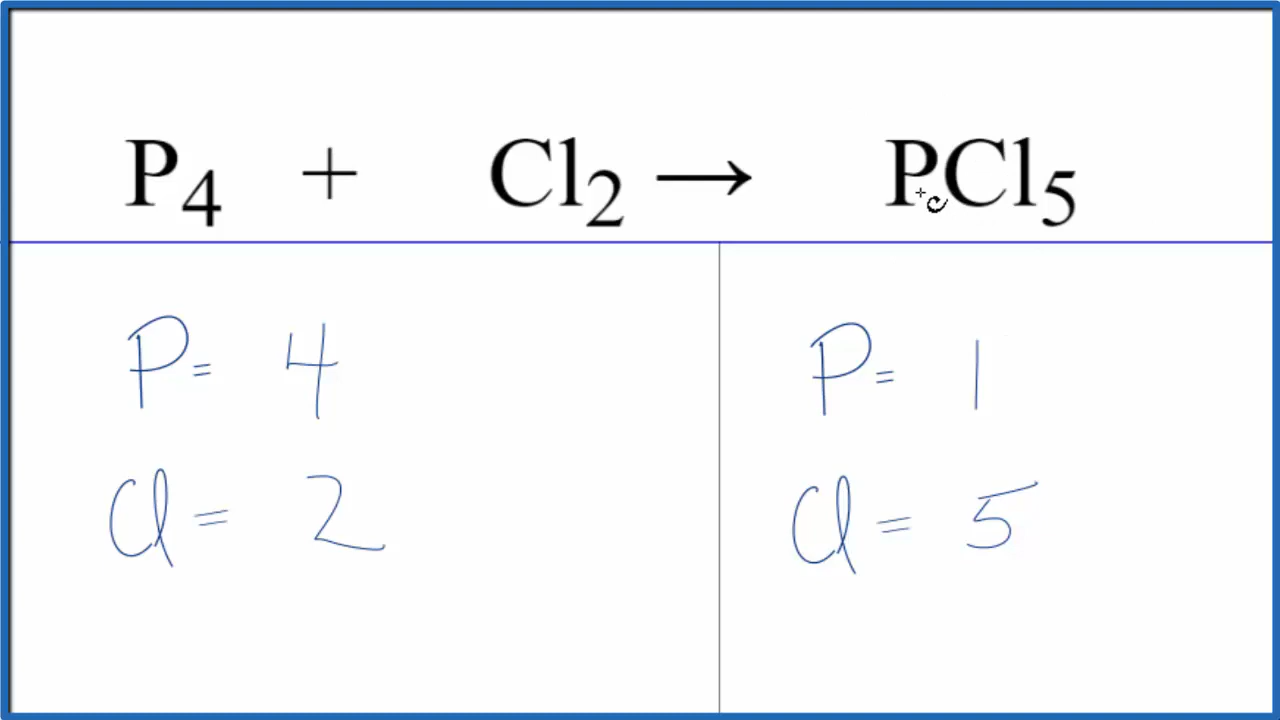 P₄ + Cl₂ → PCl₅
P = 4
Cl = 2
P = 1
Cl = 5